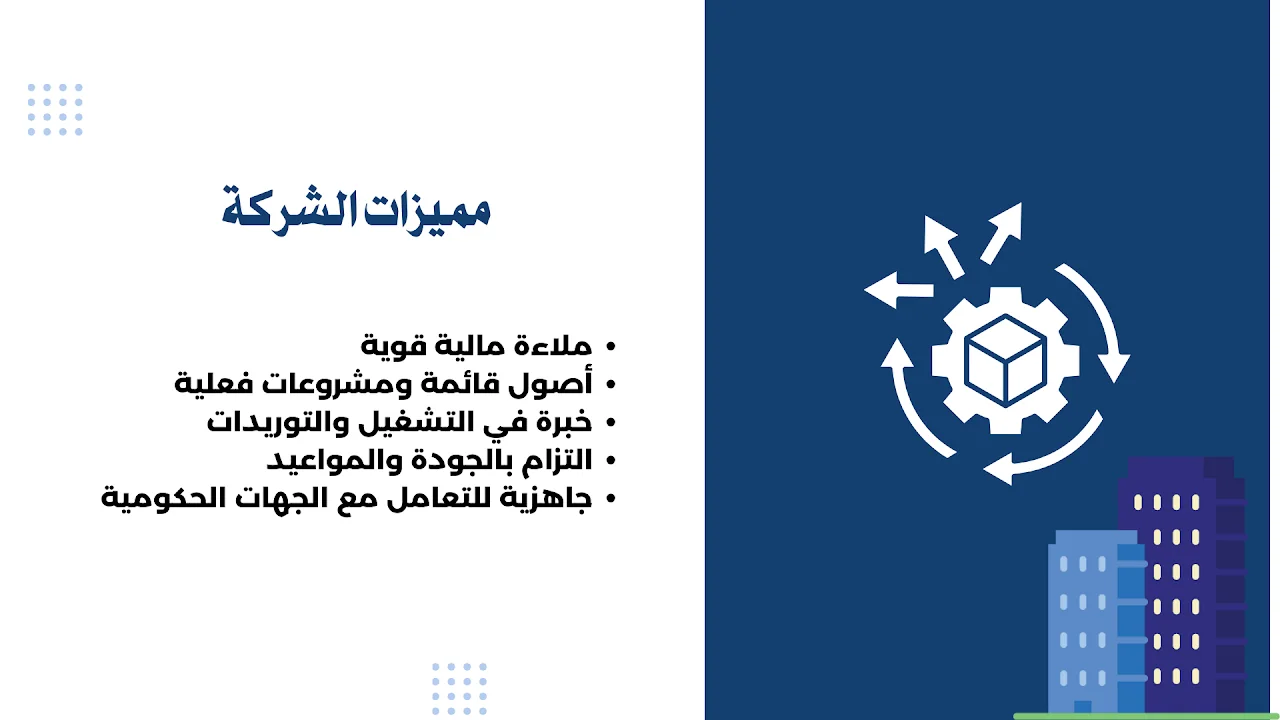 مميزات الشركة
• ملاءة مالية قوية
• أصول قائمة ومشروعات فعلية
• خبرة في التشغيل والتوريدات
• التزام بالجودة والمواعيد
• جاهزية للتعامل مع الجهات الحكومية